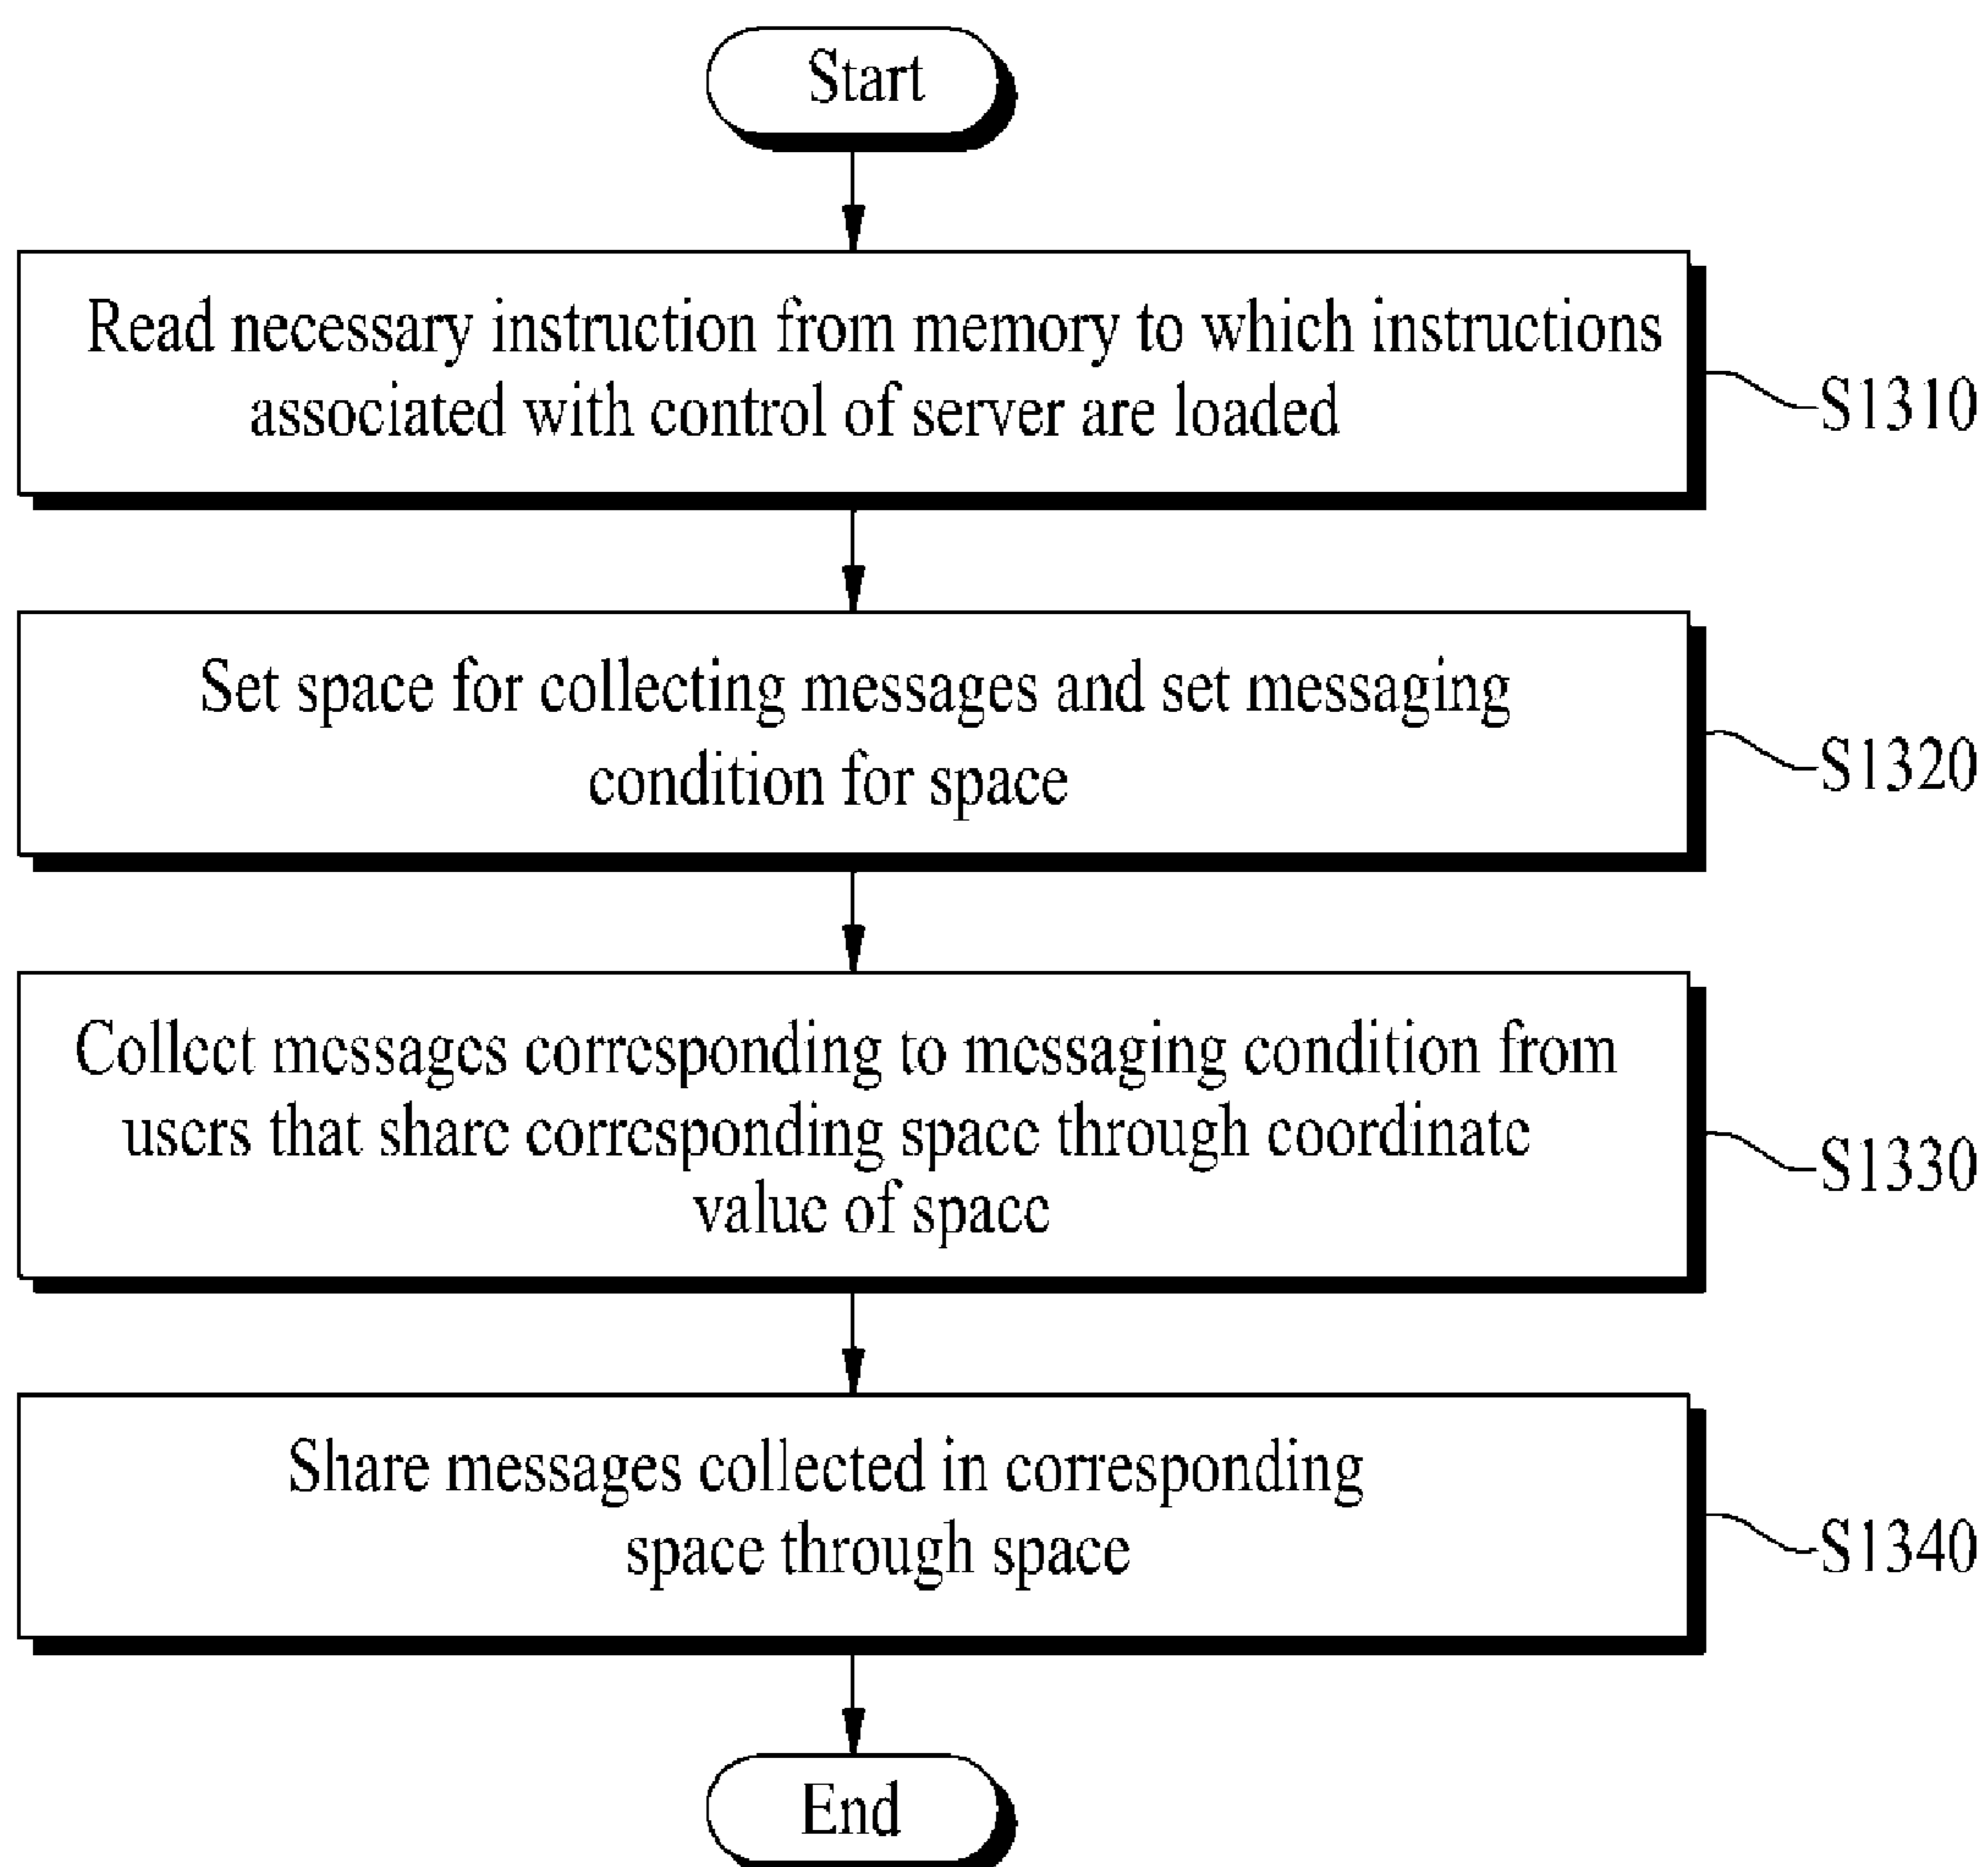 Start
Read necessary instruction from memory to which instructions
associated with control of server are loaded
S1310
Set space for collecting messages and set messaging
condition for space
S1320
Collect messages corresponding to messaging condition from
users that share corresponding space through coordinate
value of space
S1330
Share messages collected in corresponding
space through space
S1340
End